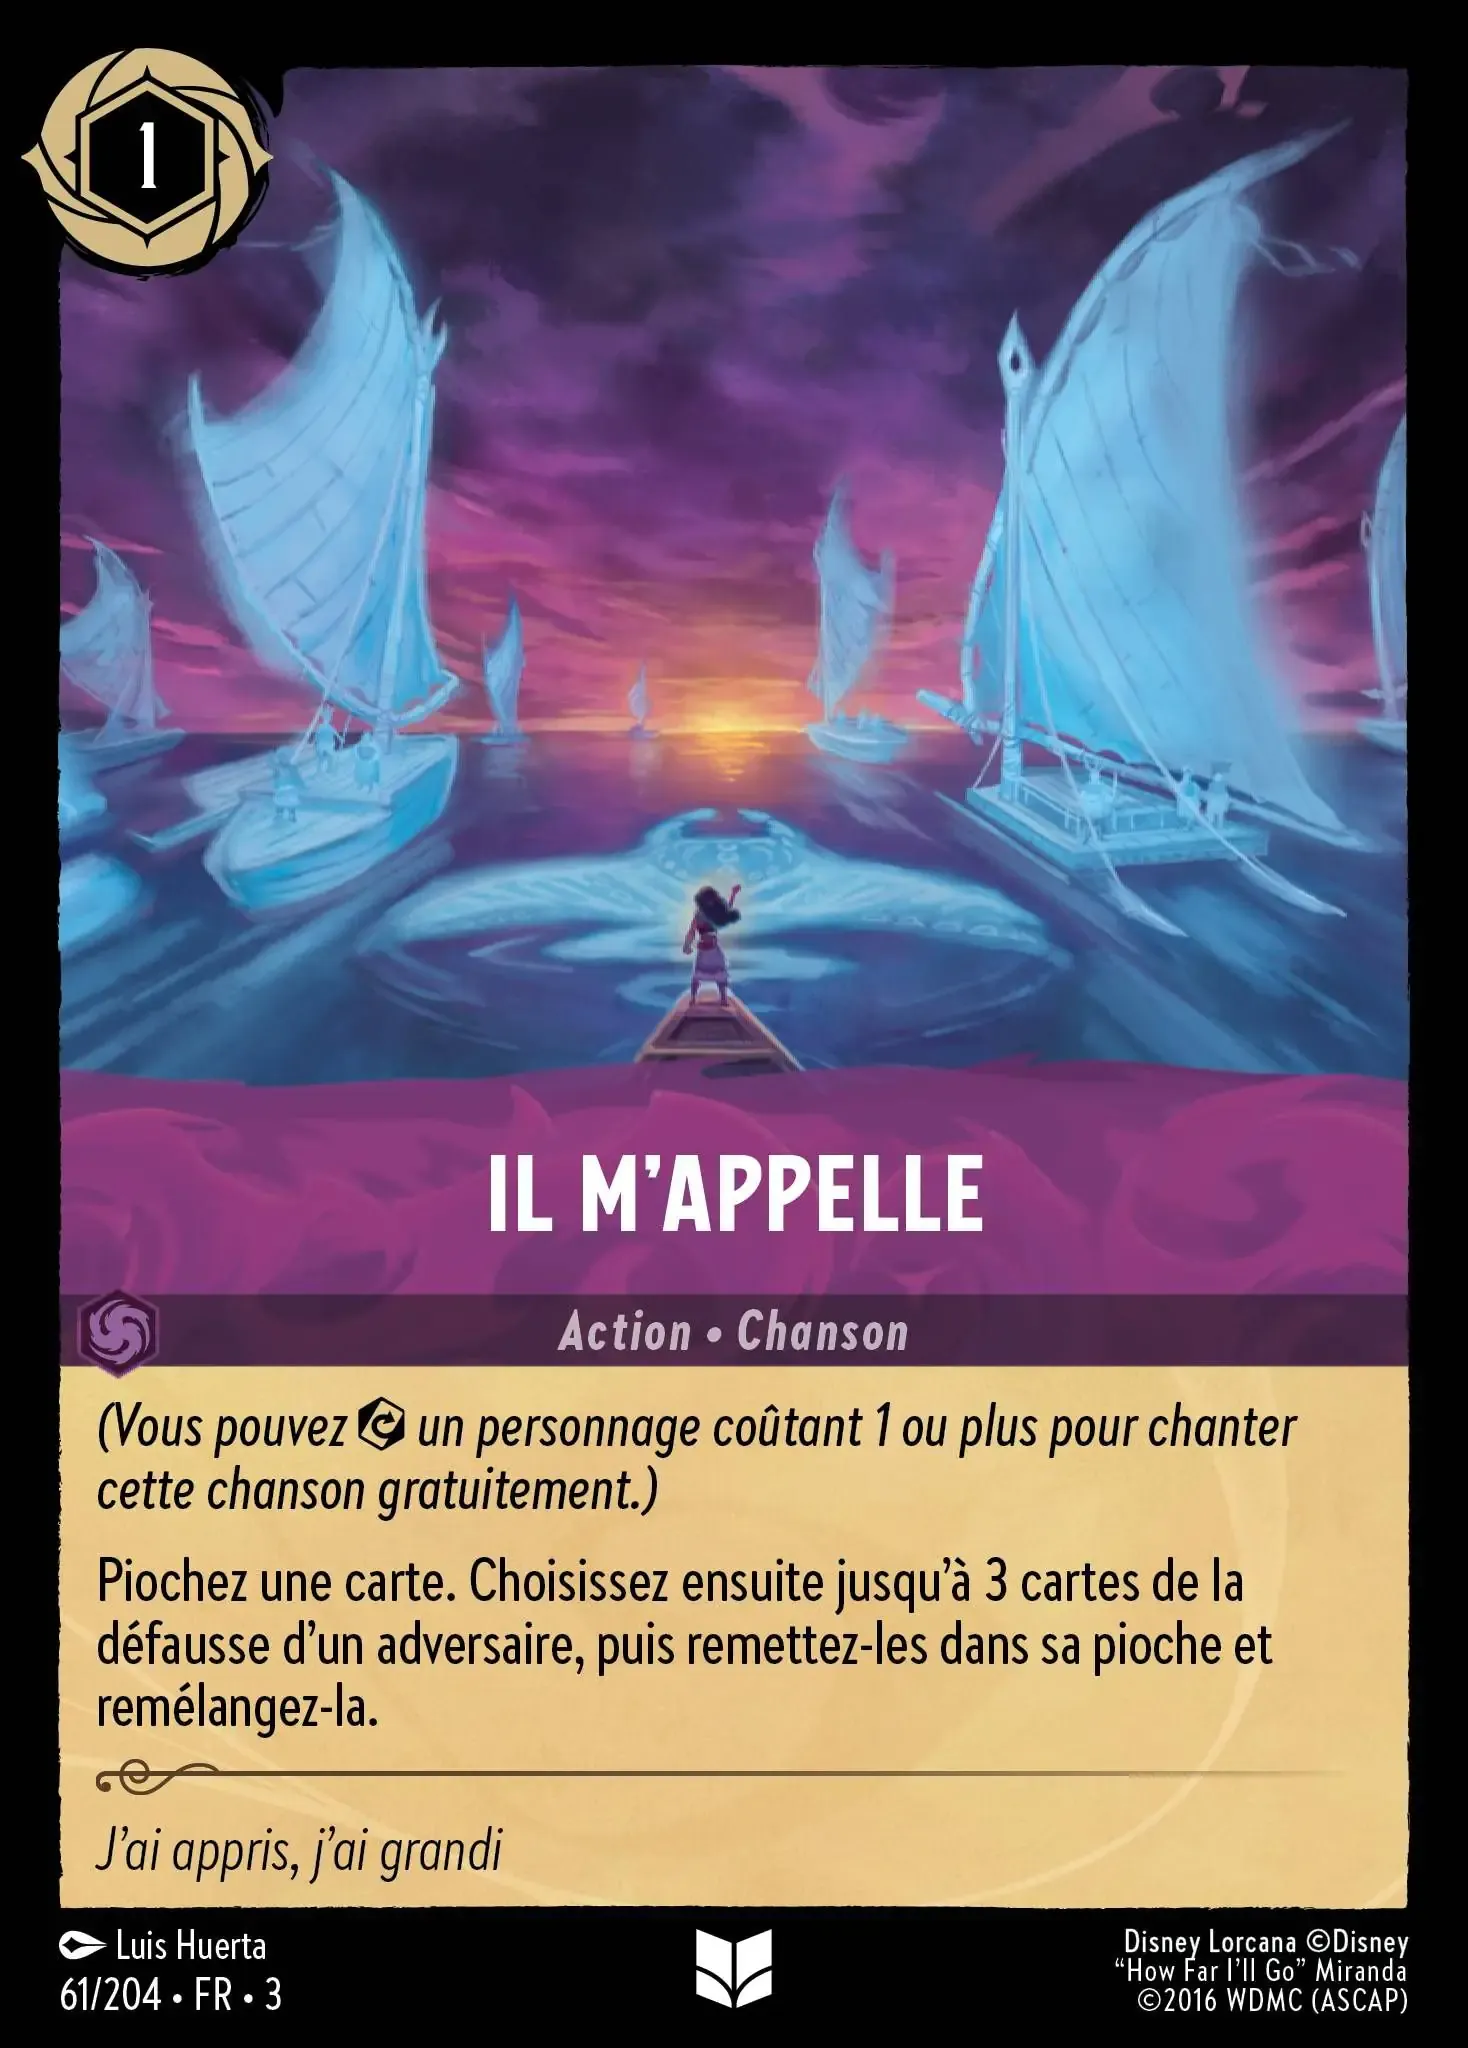 1
IL M’APPELLE
Action • Chanson
(Vous pouvez un personnage coûtant 1 ou plus pour chanter
cette chanson gratuitement.)
Piochez une carte. Choisissez ensuite jusqu’à 3 cartes de la
défausse d’un adversaire, puis remettez-les dans sa pioche et
remélangez-la.
J’ai appris, j’ai grandi
Luis Huerta
61/204 • FR • 3
Disney Lorcana ©Disney
“How Far I’ll Go” Miranda
©2016 WDMC (ASCAP)